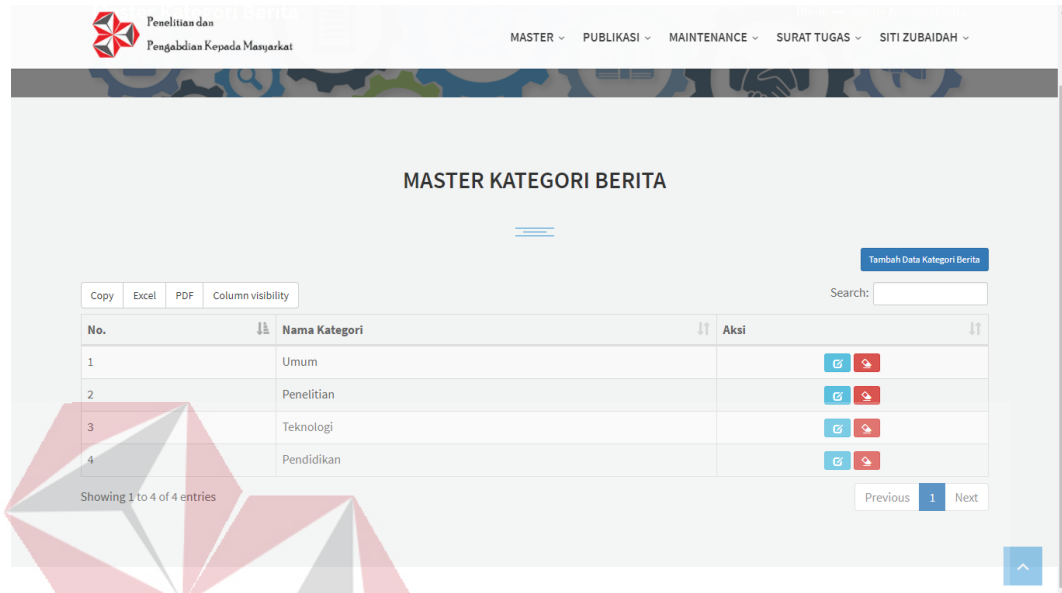 Penelitian dan
Pengabdian Kepada Masyarkat
MASTER PUBLIKASI MAINTENANCE SURAT TUGAS SITI ZUBAIDAH
MASTER KATEGORI BERITA
Tambah Data Kategori Berita
Copy Excel PDF Column visibility Search:
No. Nama Kategori Aksi
1 Umum
2 Penelitian
3 Teknologi
4 Pendidikan
Showing 1 to 4 of 4 entries Previous 1 Next